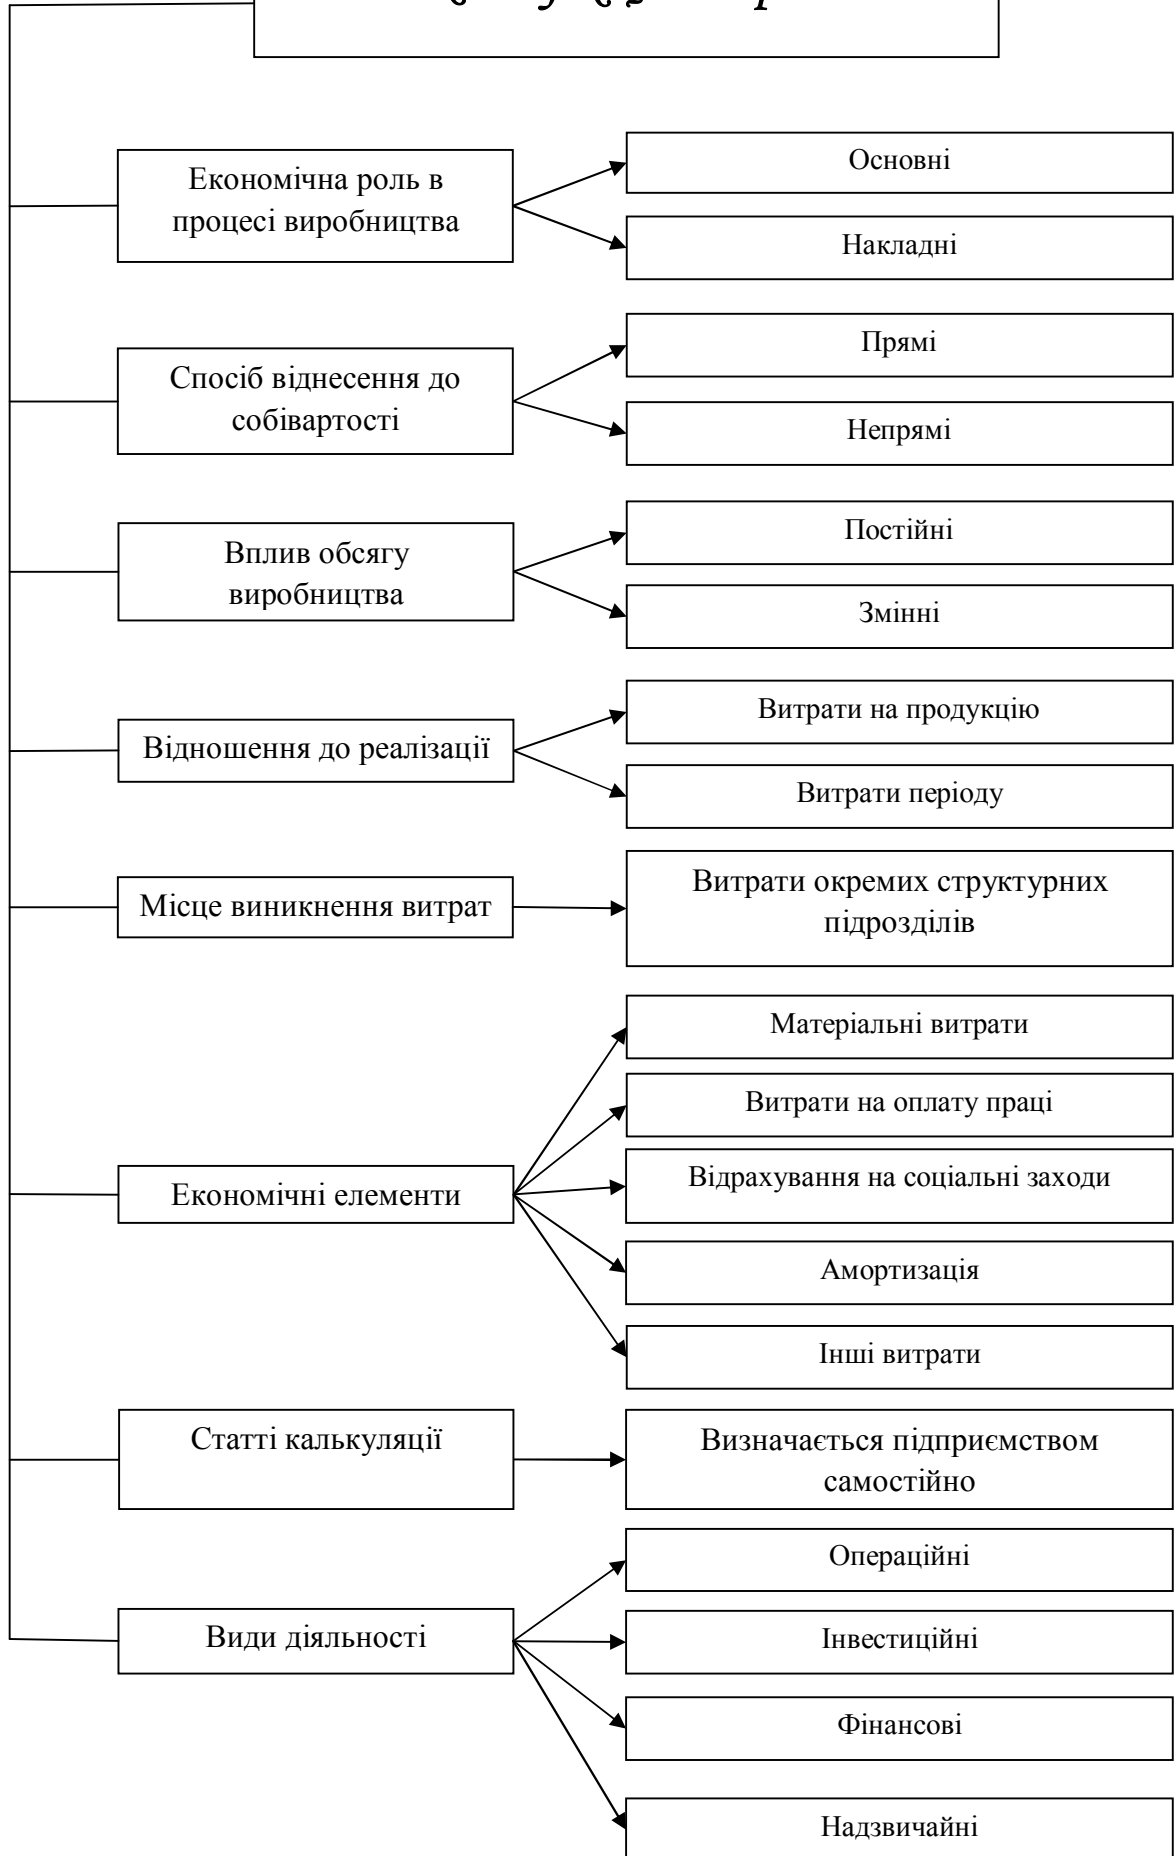 Економічна роль в
процесі виробництва
Основні
Накладні
Спосіб віднесення до
собівартості
Прямі
Непрямі
Вплив обсягу
виробництва
Постійні
Змінні
Відношення до реалізації
Витрати на продукцію
Витрати періоду
Місце виникнення витрат
Витрати окремих структурних
підрозділів
Економічні елементи
Матеріальні витрати
Витрати на оплату праці
Відрахування на соціальні заходи
Амортизація
Інші витрати
Статті калькуляції
Визначається підприємством
самостійно
Види діяльності
Операційні
Інвестиційні
Фінансові
Надзвичайні